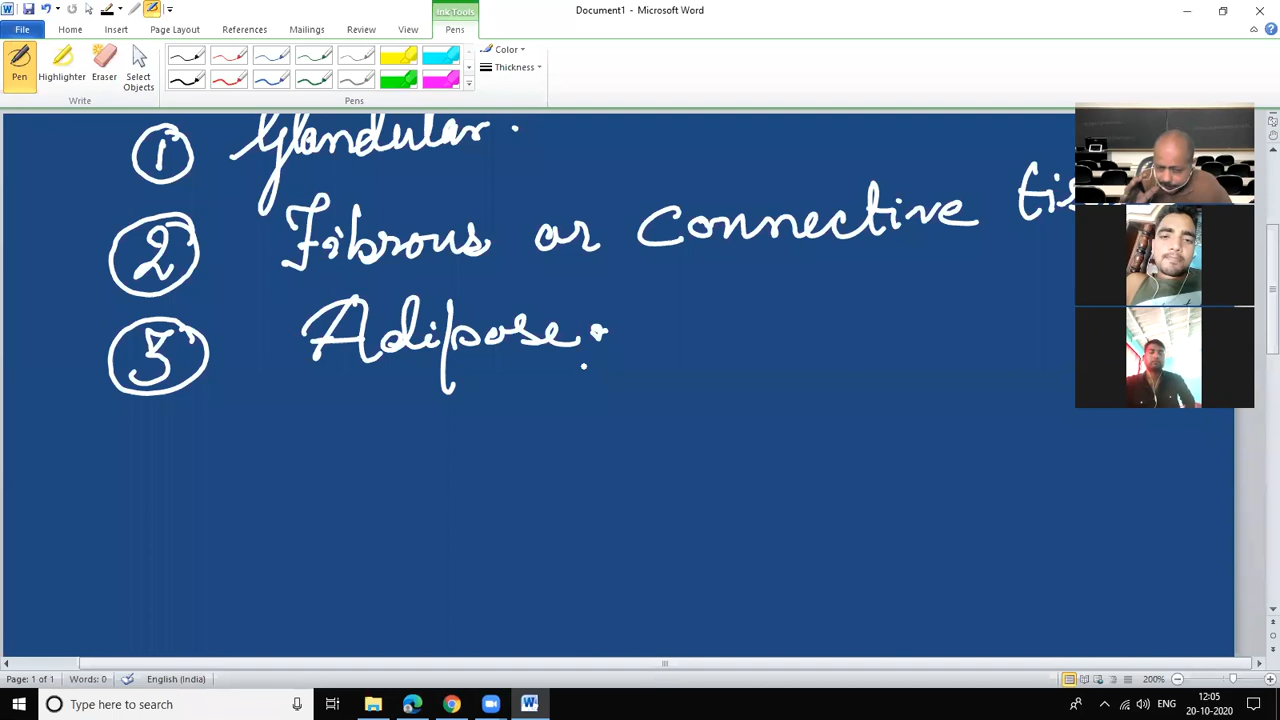 Ink Tools
Document1 - Microsoft Word
File Home Insert Page Layout References Mailings Review View Pens
Pen Highlighter Eraser Select Objects
Color
Thickness
Write Pens
1 Glandular.
2 Fibrous or connective tis
3 Adipose.
Page: 1 of 1 Words: 0 English (India) 200%
Type here to search
ENG 12:05
20-10-2020